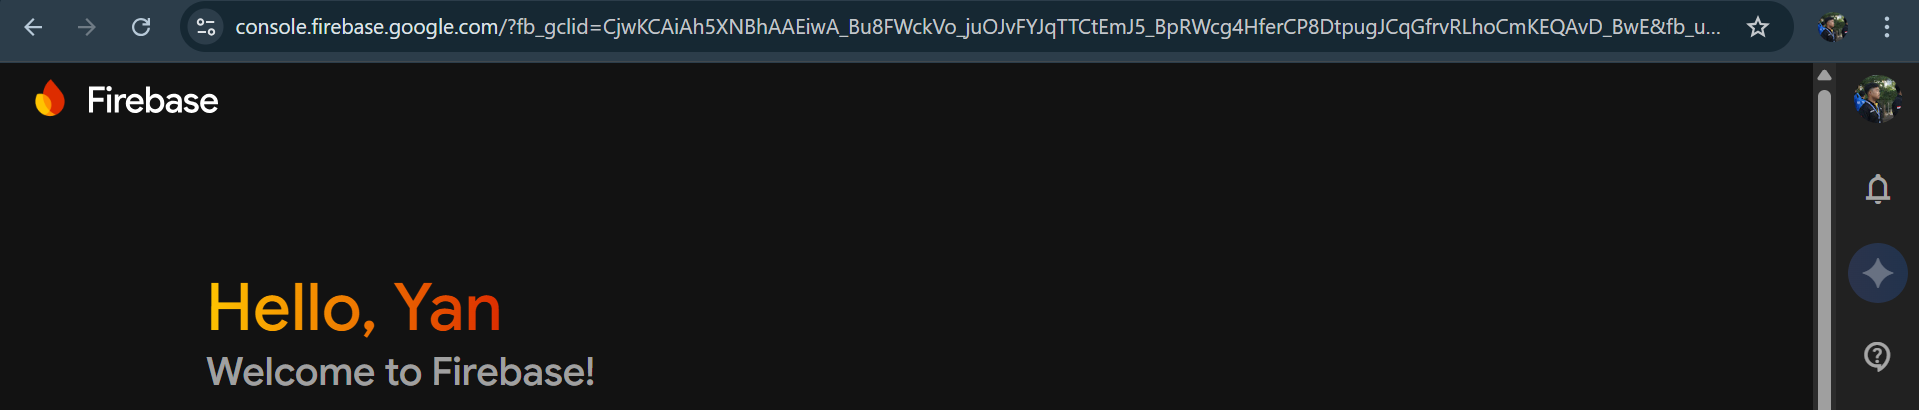 console.firebase.google.com/?fb_gclid=CjwKCAiAh5XNBhAAEiwA_Bu8FWckVo_juOJvFYJqTTCtEmJ5_BpRWcg4HferCP8DtpugJCqGfrvRLhoCmKEQAvD_BwE&fb_u...
Firebase
Hello, Yan
Welcome to Firebase!